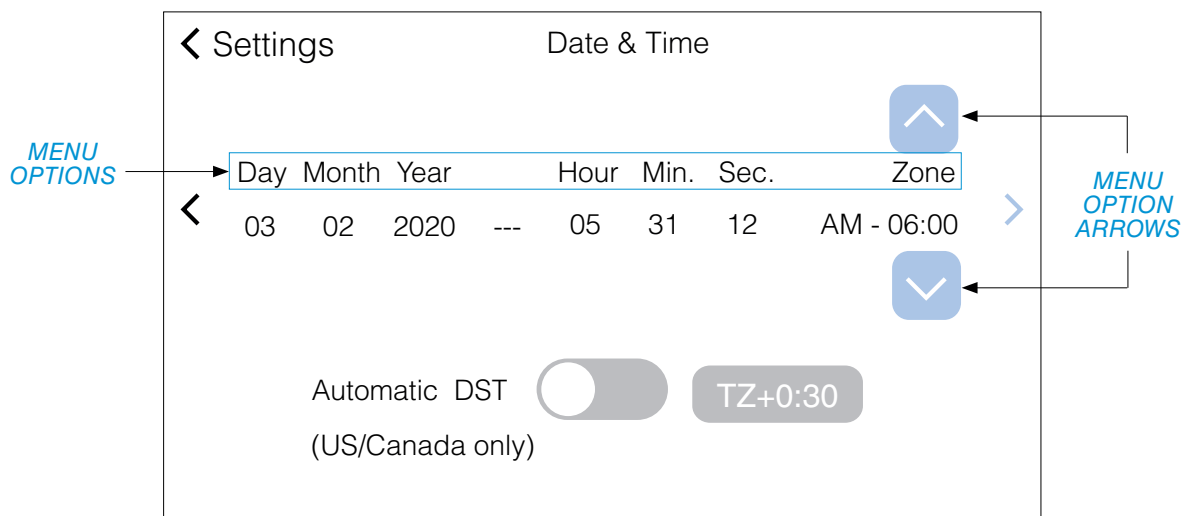 Settings Date & Time
MENU
OPTIONS
Day Month Year Hour Min. Sec. Zone
03 02 2020 --- 05 31 12 AM - 06:00
MENU
OPTION
ARROWS
Automatic DST TZ+0:30
(US/Canada only)